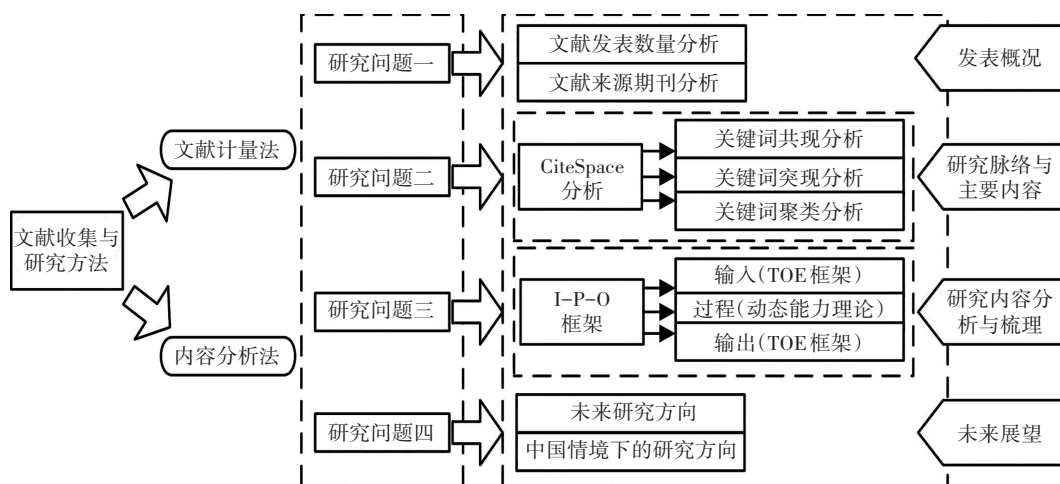 文献收集与
研究方法
文献计量法
内容分析法
研究问题一
文献发表数量分析
文献来源期刊分析
发表概况
研究问题二
CiteSpace
分析
关键词共现分析
关键词突现分析
关键词聚类分析
研究脉络与
主要内容
研究问题三
I-P-O
框架
输入(TOE框架)
过程(动态能力理论)
输出(TOE框架)
研究内容分
析与梳理
研究问题四
未来研究方向
中国情境下的研究方向
未来展望